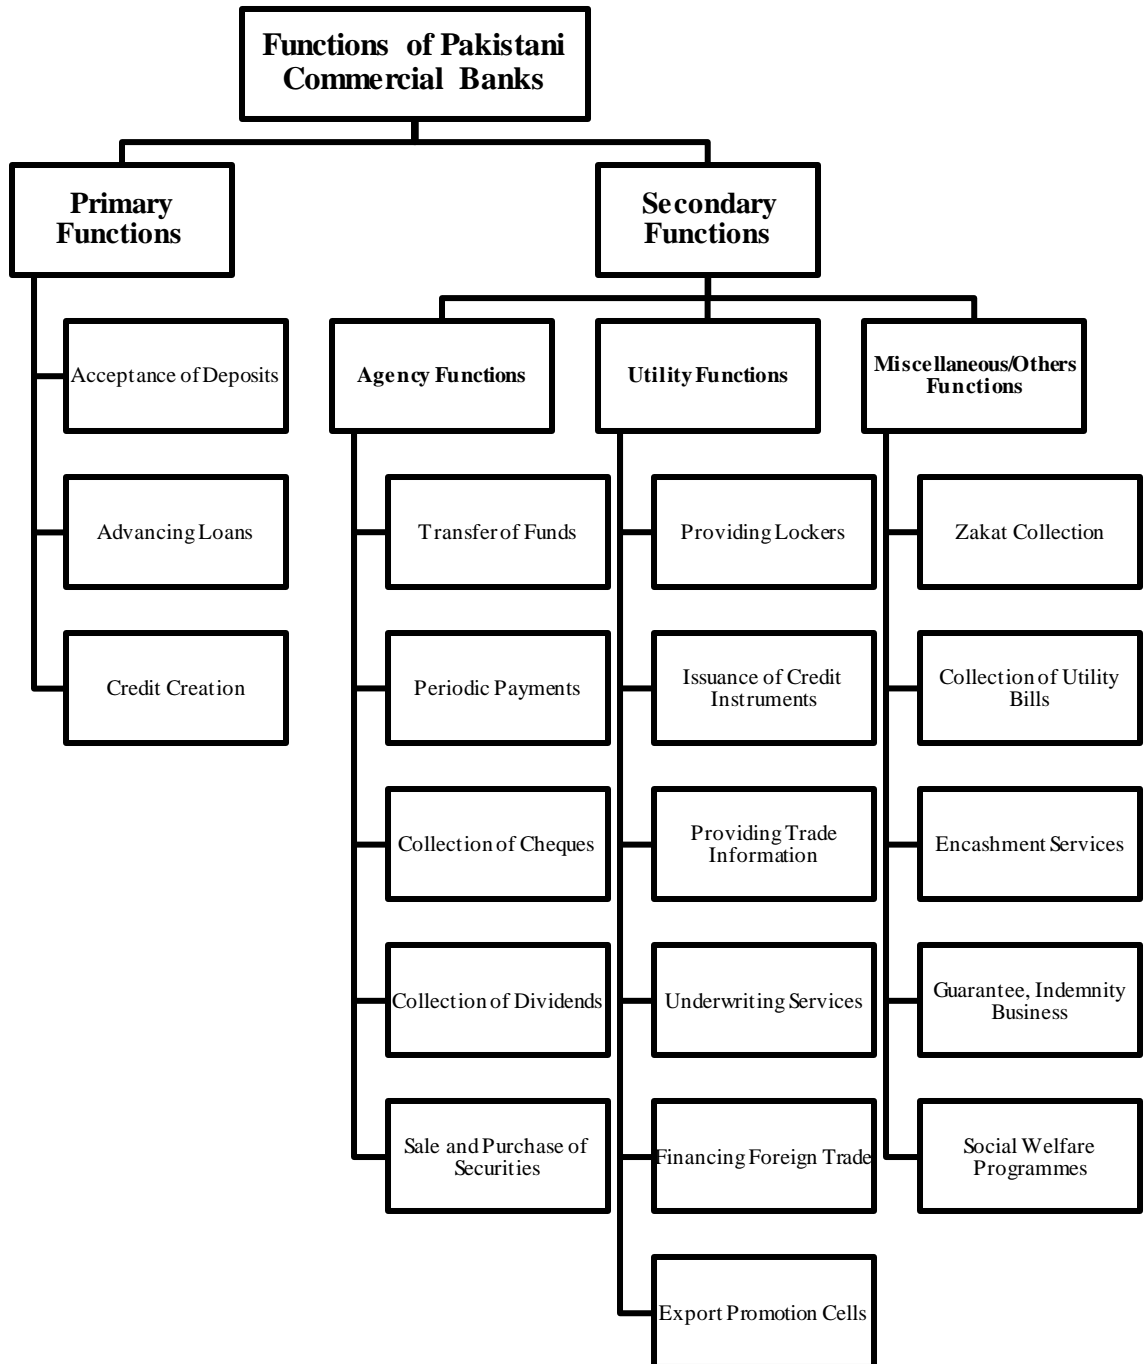 Functions of Pakistani
Commercial Banks
Primary
Functions
Secondary
Functions
Acceptance of Deposits
Advancing Loans
Credit Creation
Agency Functions
Transfer of Funds
Periodic Payments
Collection of Cheques
Collection of Dividends
Sale and Purchase of
Securities
Utility Functions
Providing Lockers
Issuance of Credit
Instruments
Providing Trade
Information
Underwriting Services
Financing Foreign Trade
Export Promotion Cells
Miscellaneous/Others
Functions
Zakat Collection
Collection of Utility
Bills
Encashment Services
Guarantee, Indemnity
Business
Social Welfare
Programmes